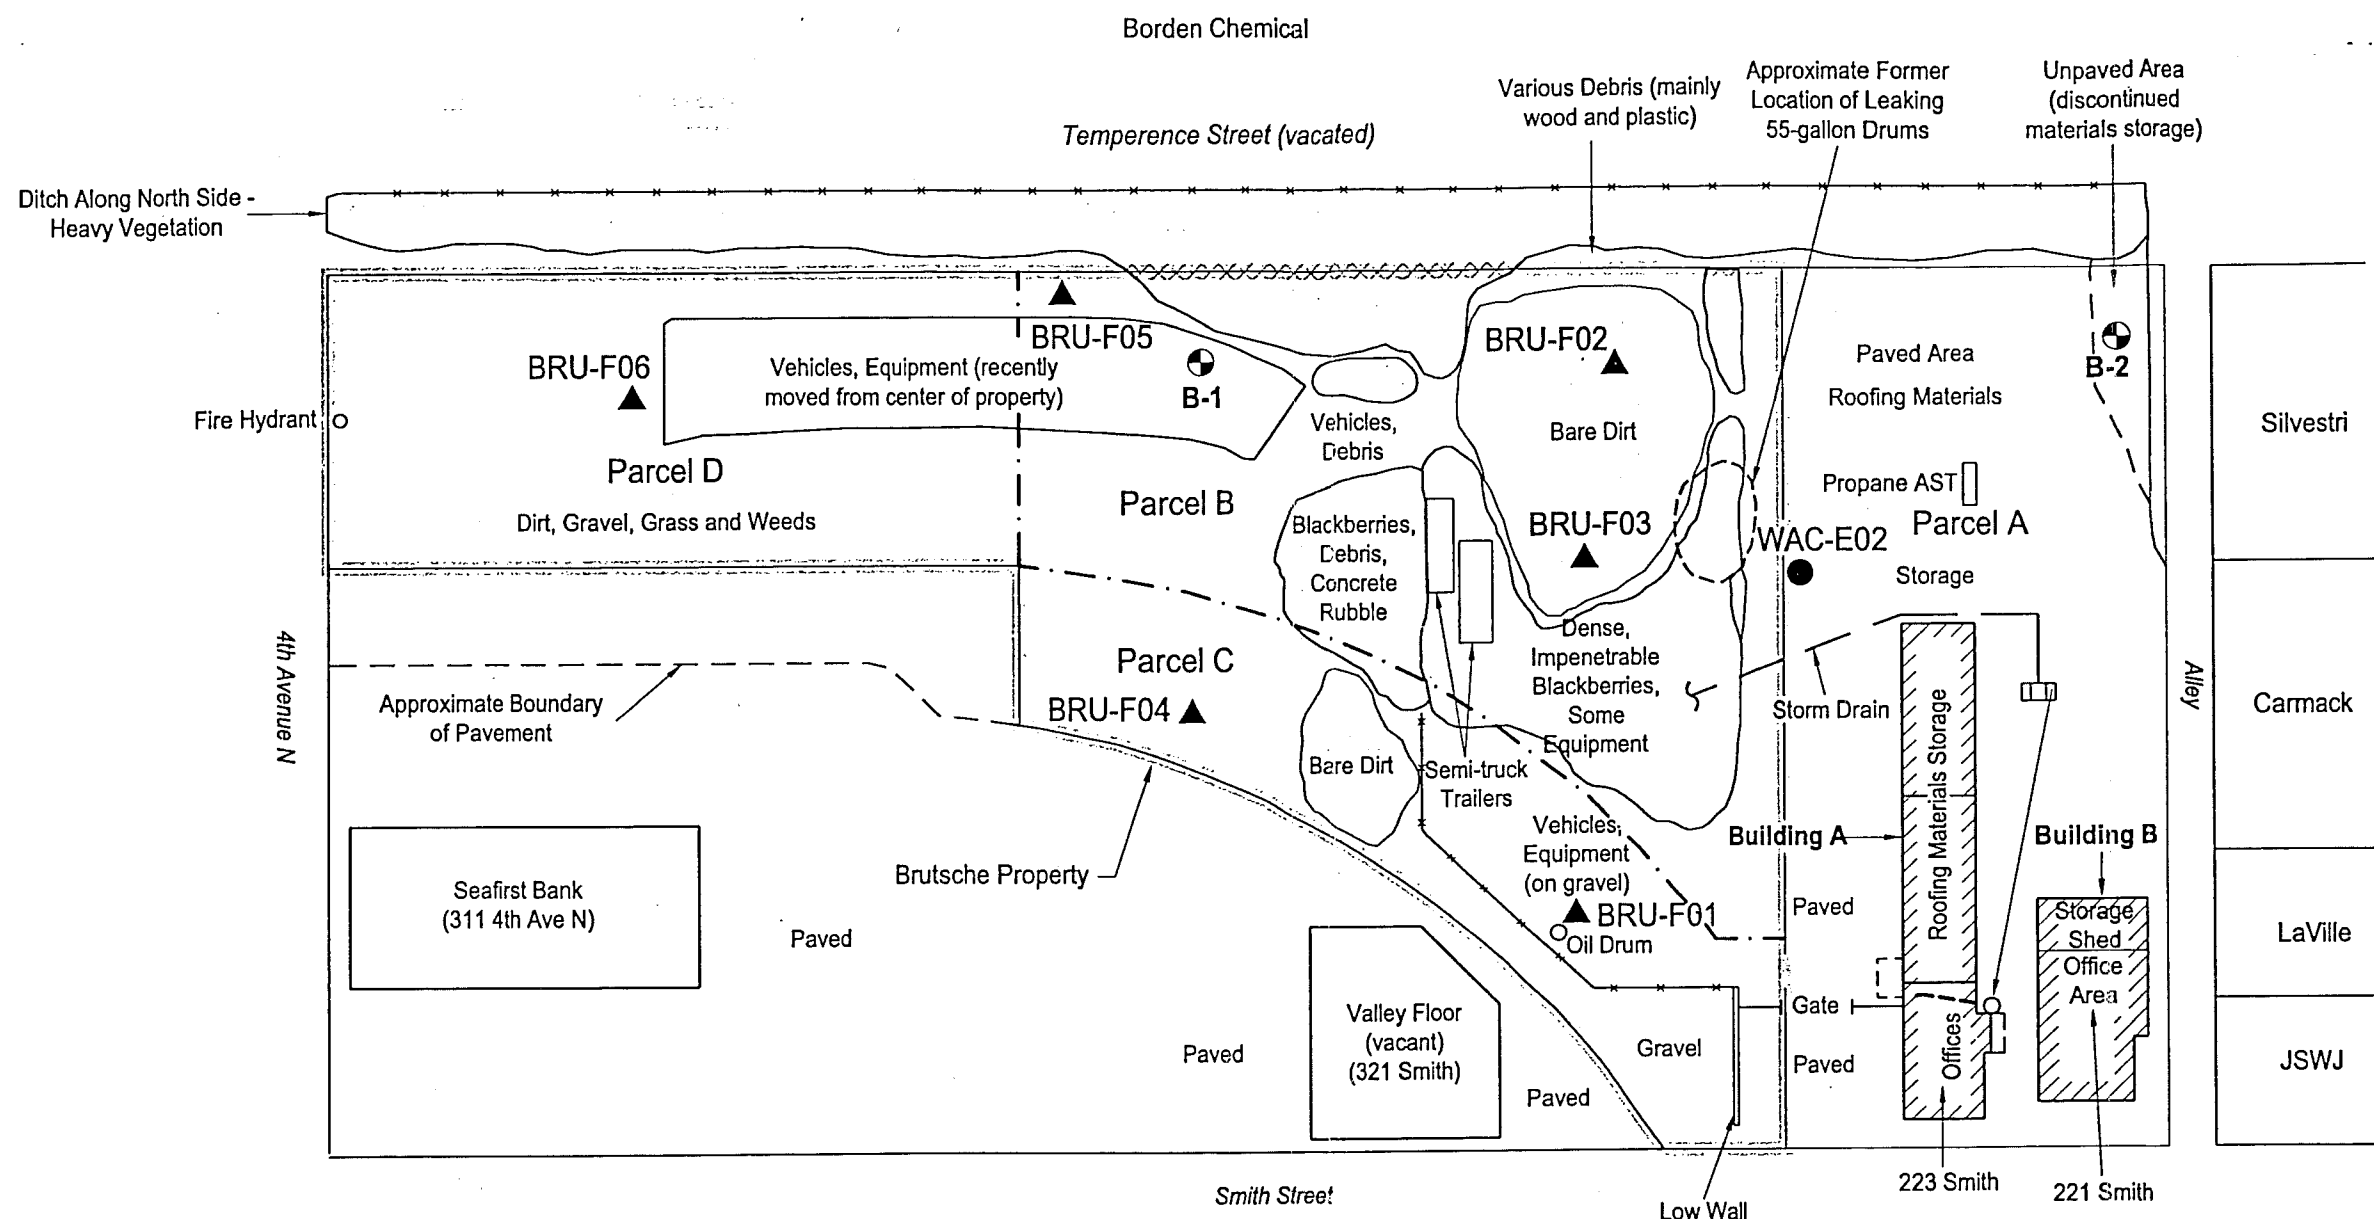 Borden Chemical
Various Debris (mainly
wood and plastic)
Approximate Former
Location of Leaking
55-gallon Drums
Unpaved Area
(discontinued
materials storage)
Temperence Street (vacated)
Ditch Along North Side -
Heavy Vegetation
BRU-F05
BRU-F06
Vehicles, Equipment (recently
moved from center of property)
B-1
BRU-F02
Bare Dirt
Paved Area
Roofing Materials
B-2
Silvestri
Fire Hydrant
Vehicles,
Debris
Parcel D
Dirt, Gravel, Grass and Weeds
Parcel B
Blackberries,
Debris,
Concrete
Rubble
BRU-F03
Propane AST
Parcel A
WAC-E02
Storage
4th Avenue N
Approximate Boundary
of Pavement
Parcel C
BRU-F04
Bare Dirt
Semi-truck
Trailers
Dense,
Impenetrable
Blackberries,
Some
Equipment
Storm Drain
Roofing Materials Storage
Alley
Carmack
Vehicles,
Equipment
(on gravel)
Building A
Building B
Seafirst Bank
(311 4th Ave N)
Brutsche Property
Paved
BRU-F01
Oil Drum
Paved
Storage
Shed
Office
Area
LaVille
Valley Floor
(vacant)
(321 Smith)
Paved
Paved
Gravel
Gate
Paved
Offices
JSWJ
Smith Street
Low Wall
223 Smith
221 Smith